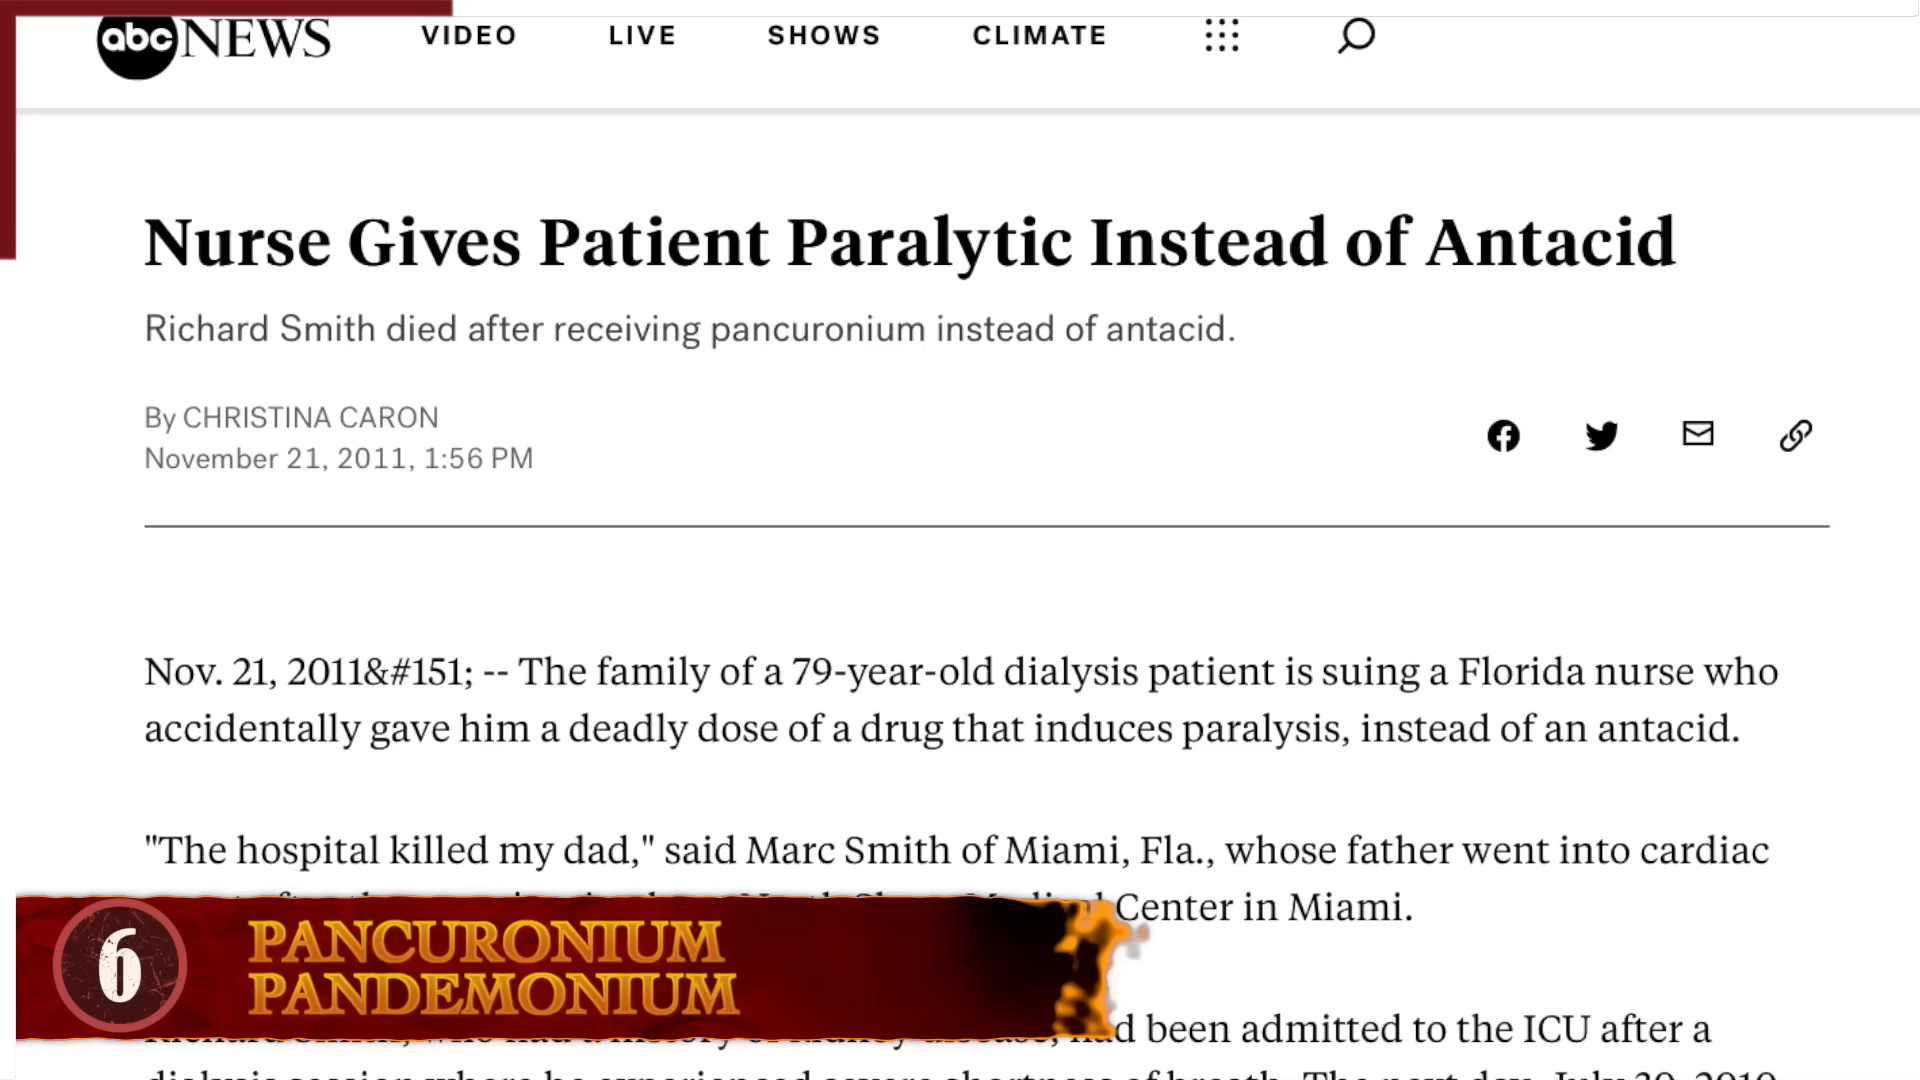 abc NEWS VIDEO LIVE SHOWS CLIMATE
Nurse Gives Patient Paralytic Instead of Antacid
Richard Smith died after receiving pancuronium instead of antacid.
By CHRISTINA CARON
November 21, 2011, 1:56 PM
Nov. 21, 2011&#151; -- The family of a 79-year-old dialysis patient is suing a Florida nurse who
accidentally gave him a deadly dose of a drug that induces paralysis, instead of an antacid.
"The hospital killed my dad," said Marc Smith of Miami, Fla., whose father went into cardiac
Center in Miami.
6 PANCURONIUM
PANDEMONIUM
been admitted to the ICU after a